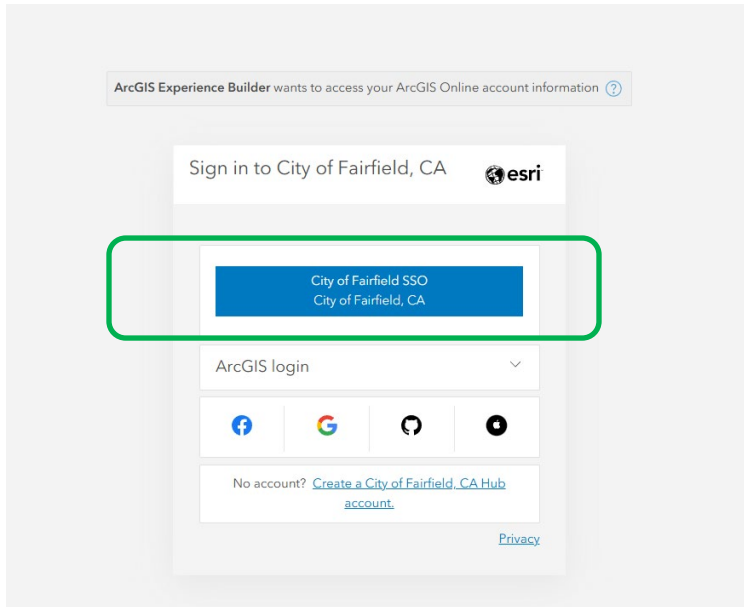 ArcGIS Experience Builder wants to access your ArcGIS Online account information ?
Sign in to City of Fairfield, CA
esri
City of Fairfield SSO
City of Fairfield, CA
ArcGIS login
No account? Create a City of Fairfield, CA Hub
account.
Privacy